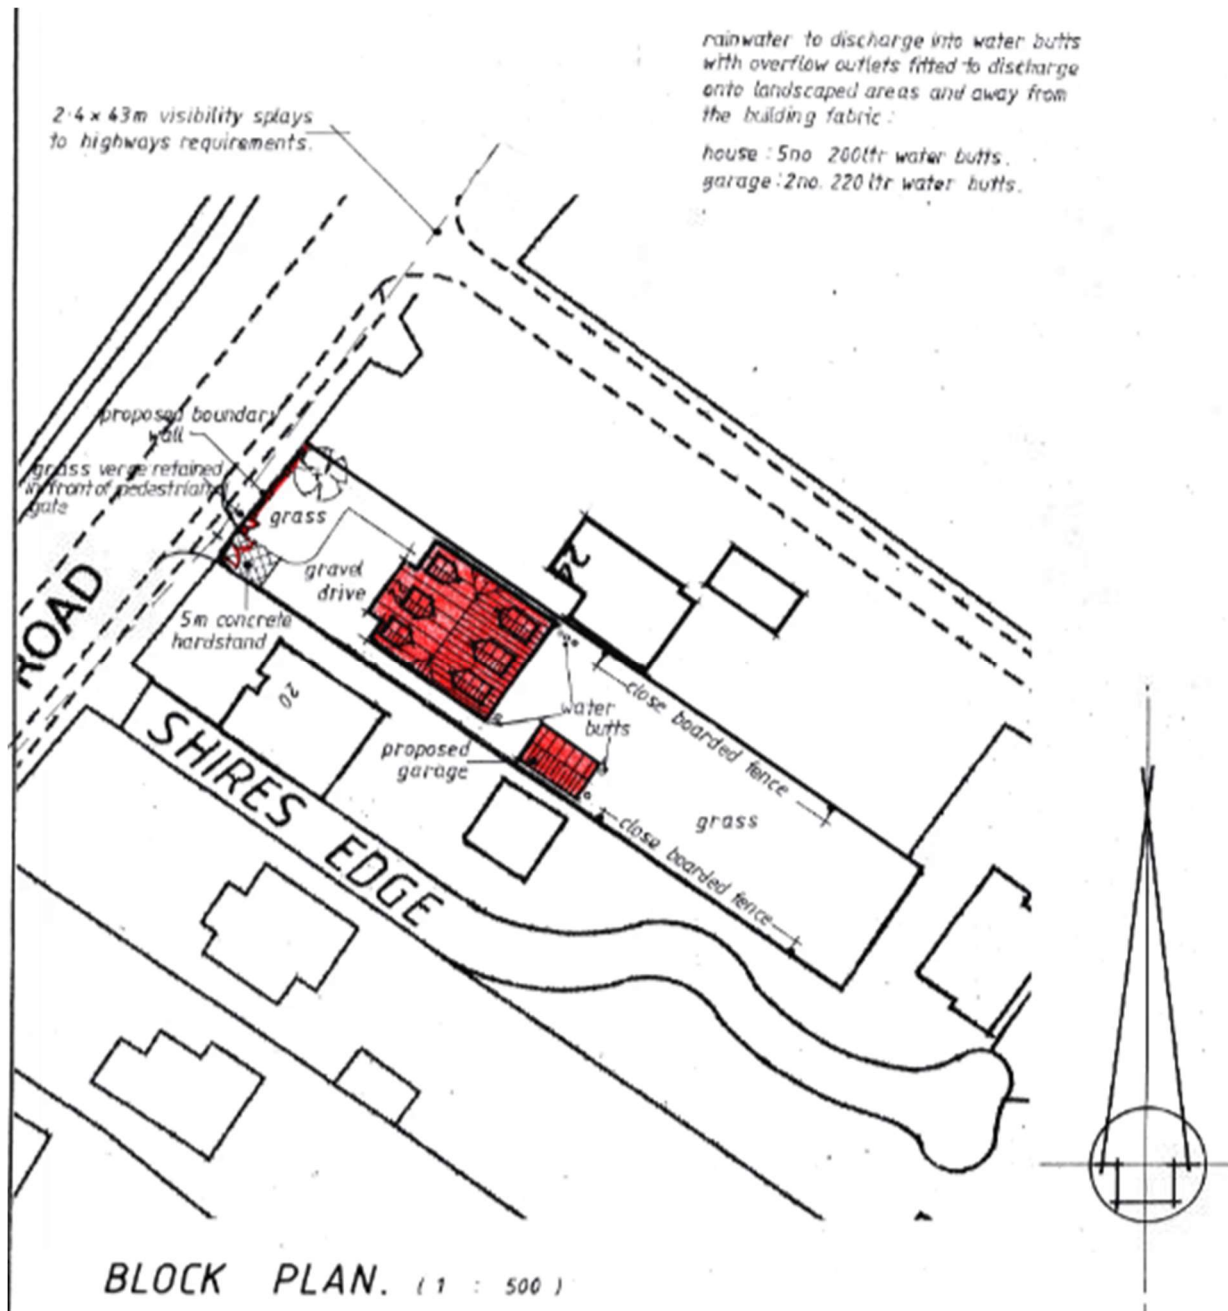 rainwater to discharge into water butts
with overflow outlets fitted to discharge
onto landscaped areas and away from
the building fabric :
house : 5no 200ltr water butts.
garage : 2no. 220 ltr water butts.
2·4 x 43m visibility splays
to highways requirements.
proposed boundary
wall
grass verge retained
in front of pedestrian
gate
grass
gravel
drive
5m concrete
hardstand
ROAD
24
20
water
butts
close boarded fence
proposed
garage
grass
close boarded fence
SHIRES EDGE
BLOCK PLAN. (1 : 500)